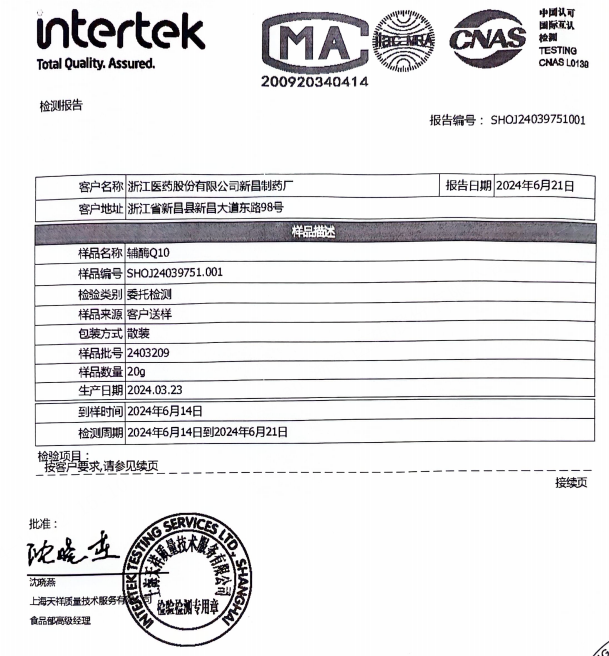 intertek
Total Quality. Assured.
MA
200920340414
ilac-MRA
CNAS
中国认可
国际互认
检测
TESTING
CNAS L0139
检测报告
报告编号： SHOJ24039751001
客户名称 浙江医药股份有限公司新昌制药厂 报告日期 2024年6月21日
客户地址 浙江省新昌县新昌大道东路98号
样品描述
样品名称 辅酶Q10
样品编号 SHOJ24039751.001
检验类别 委托检测
样品来源 客户送样
包装方式 散装
样品批号 2403209
样品数量 20g
生产日期 2024.03.23
到样时间 2024年6月14日
检测周期 2024年6月14日到2024年6月21日
检验项目：
按客户要求,请参见续页
接续页
批准：
沈晓燕
沈晓燕
上海天祥质量技术服务有限公司
食品部高级经理
INTERTEK TESTING SERVICES LTD., SHANGHAI
上海天祥质量技术服务有限公司
检验检测专用章